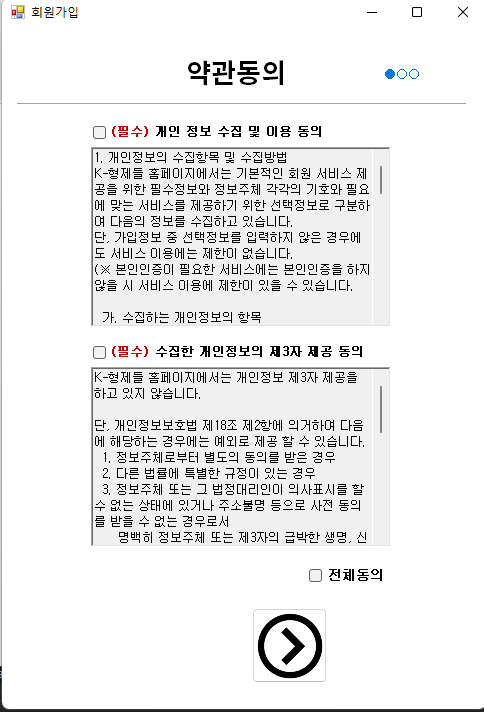 회원가입
약관동의
(필수) 개인 정보 수집 및 이용 동의
1. 개인정보의 수집항목 및 수집방법
K-형제들 홈페이지에서는 기본적인 회원 서비스 제
공을 위한 필수정보와 정보주체 각각의 기호와 필요
에 맞는 서비스를 제공하기 위한 선택정보로 구분하
여 다음의 정보를 수집하고 있습니다.
단, 가입정보 중 선택정보를 입력하지 않은 경우에
도 서비스 이용에는 제한이 없습니다.
(※ 본인인증이 필요한 서비스에는 본인인증을 하지
않을 시 서비스 이용에 제한이 있을 수 있습니다.
가. 수집하는 개인정보의 항목
(필수) 수집한 개인정보의 제3자 제공 동의
K-형제들 홈페이지에서는 개인정보 제3자 제공을
하고 있지 않습니다.
단, 개인정보보호법 제18조 제2항에 의거하여 다음
에 해당하는 경우에는 예외로 제공 할 수 있습니다.
1. 정보주체로부터 별도의 동의를 받은 경우
2. 다른 법률에 특별한 규정이 있는 경우
3. 정보주체 또는 그 법정대리인이 의사표시를 할
수 없는 상태에 있거나 주소불명 등으로 사전 동의
를 받을 수 없는 경우로서
명백히 정보주체 또는 제3자의 급박한 생명, 신
전체동의